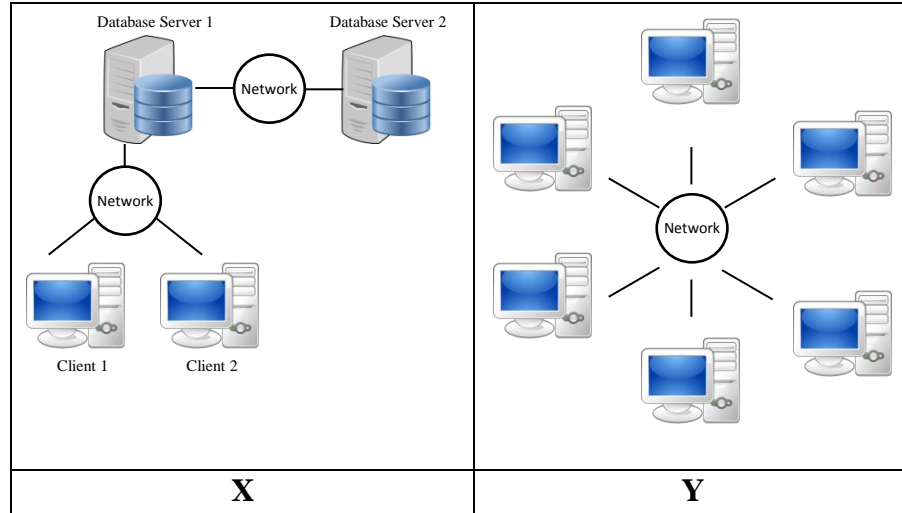 Database Server 1
Database Server 2
Network
Network
Client 1
Client 2
Network
X
Y